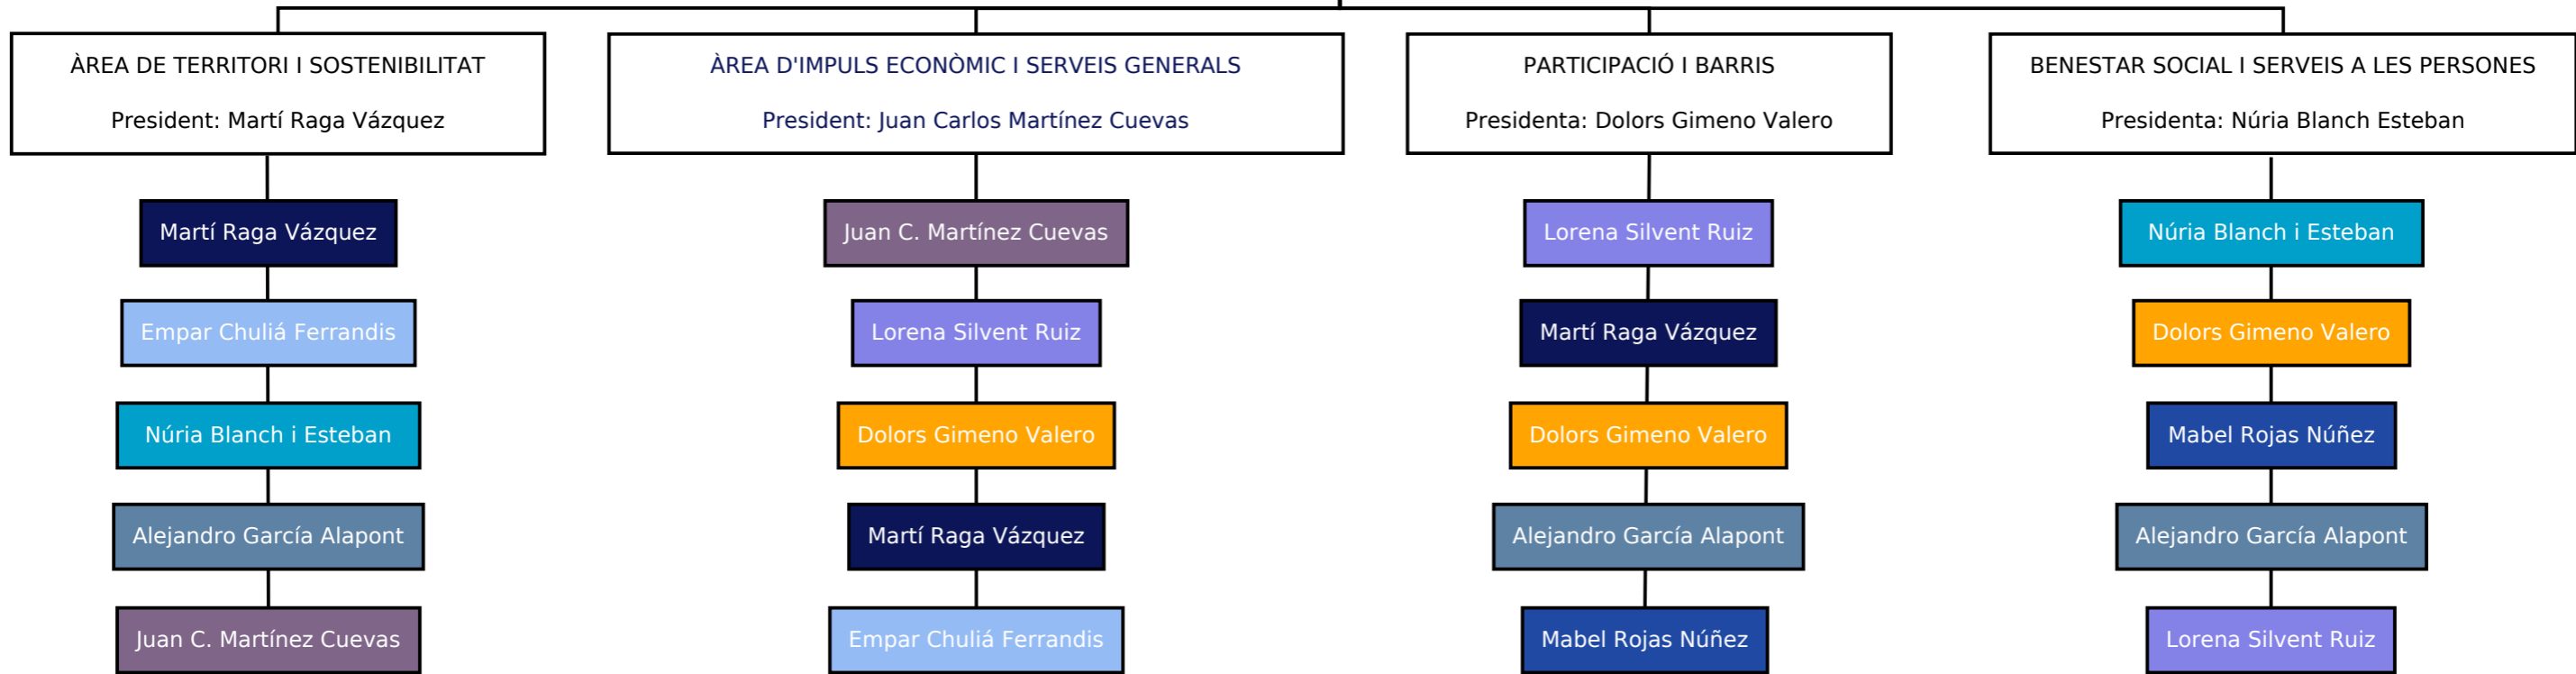 ÀREA DE TERRITORI I SOSTENIBILITAT
President: Martí Raga Vázquez
Martí Raga Vázquez
Empar Chuliá Ferrandis
Núria Blanch i Esteban
Alejandro García Alapont
Juan C. Martínez Cuevas
ÀREA D'IMPULS ECONÒMIC I SERVEIS GENERALS
President: Juan Carlos Martínez Cuevas
Juan C. Martínez Cuevas
Lorena Silvent Ruiz
Dolors Gimeno Valero
Martí Raga Vázquez
Empar Chuliá Ferrandis
PARTICIPACIÓ I BARRIS
Presidenta: Dolors Gimeno Valero
Lorena Silvent Ruiz
Martí Raga Vázquez
Dolors Gimeno Valero
Alejandro García Alapont
Mabel Rojas Núñez
BENESTAR SOCIAL I SERVEIS A LES PERSONES
Presidenta: Núria Blanch Esteban
Núria Blanch i Esteban
Dolors Gimeno Valero
Mabel Rojas Núñez
Alejandro García Alapont
Lorena Silvent Ruiz